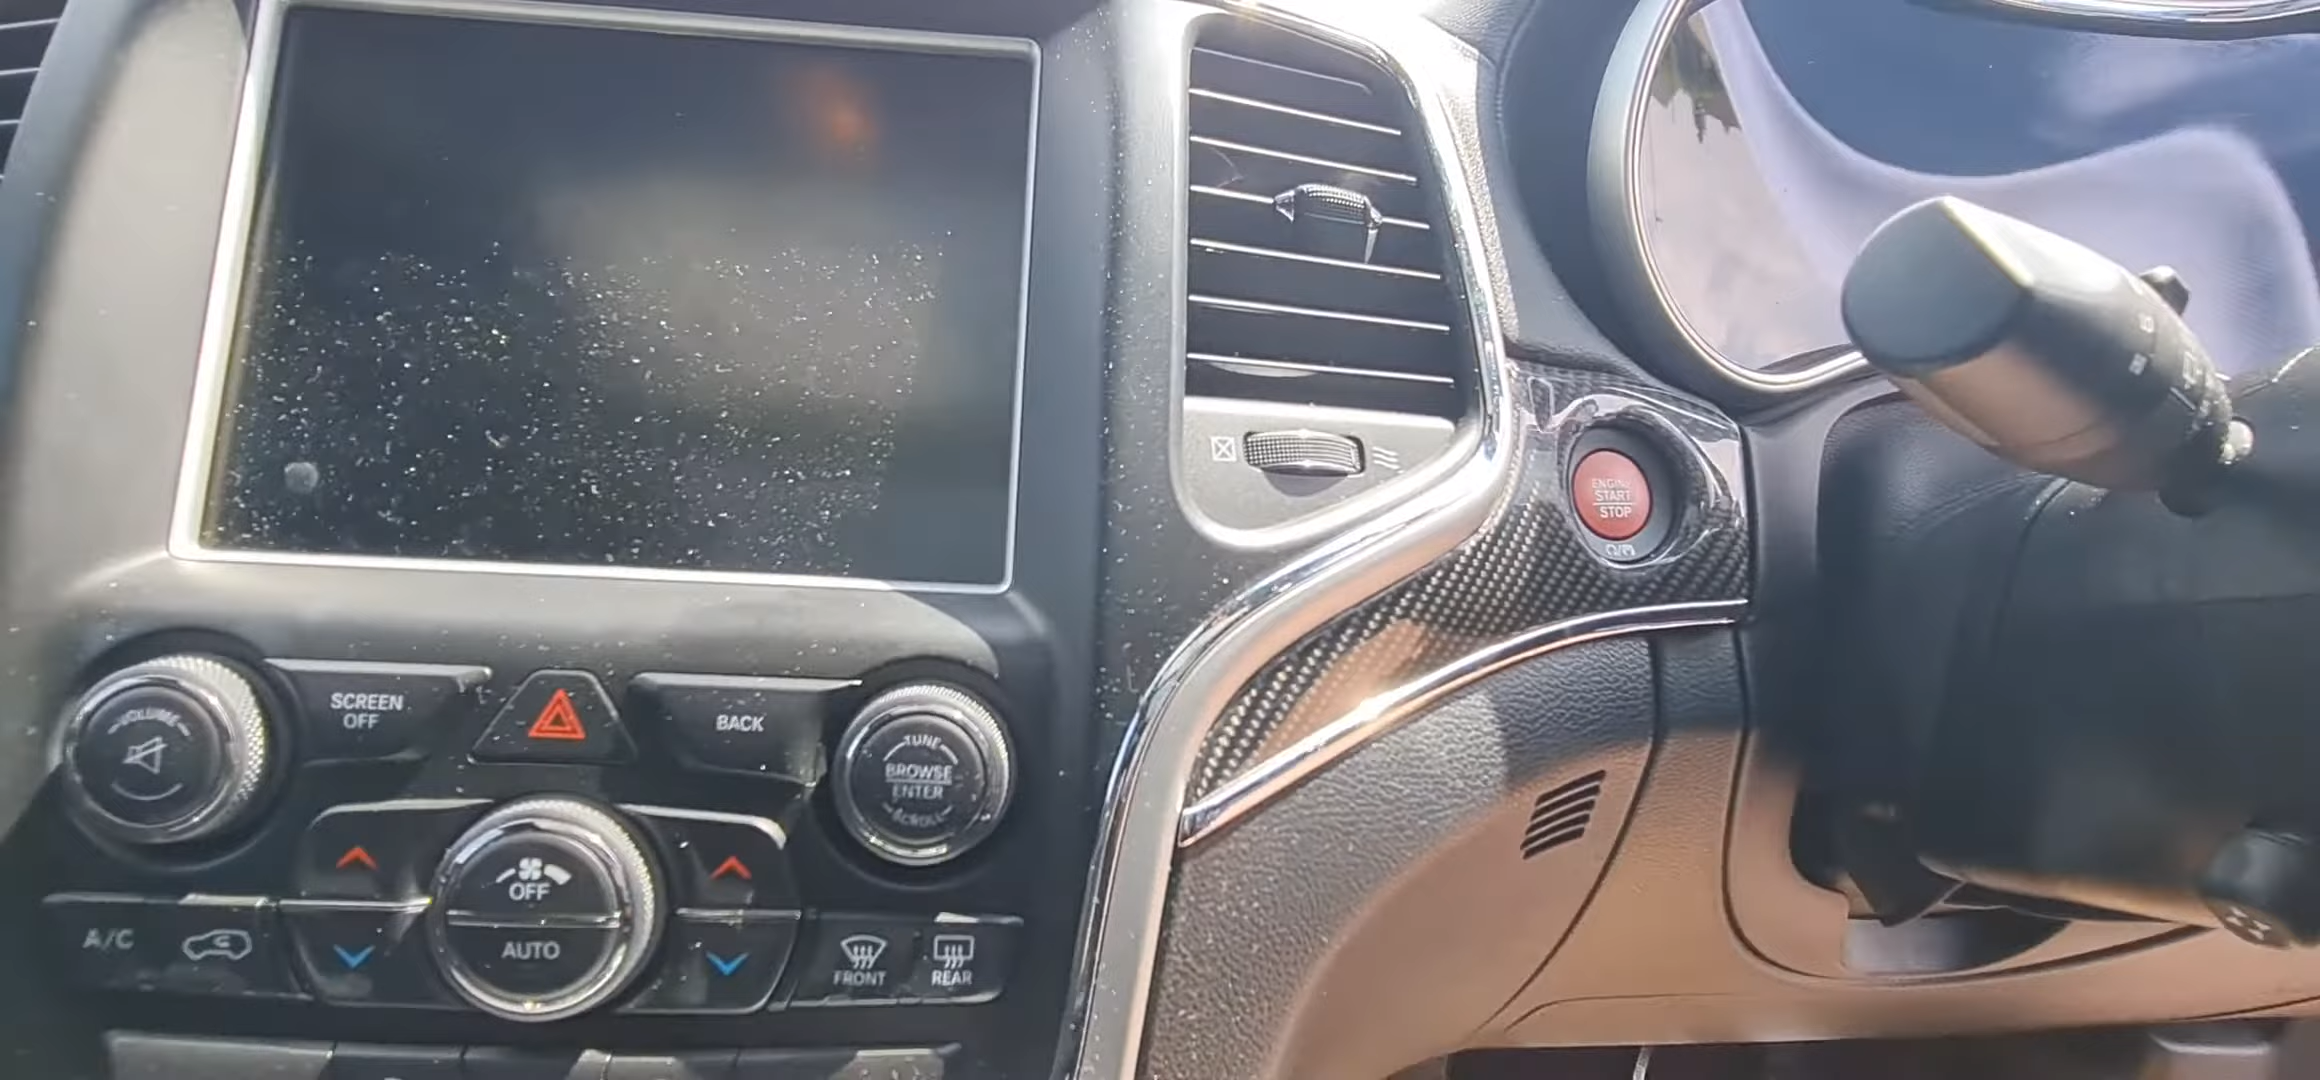 ENGINE
START
STOP
VOLUME
SCREEN
OFF
BACK
TUNE
BROWSE
ENTER
SCROLL
OFF
AUTO
A/C
FRONT
REAR